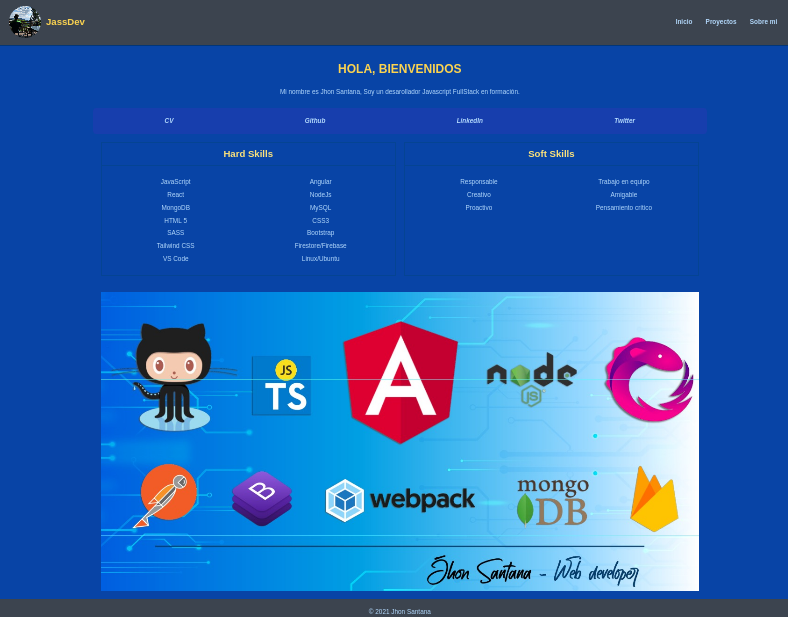 JassDev
Inicio Proyectos Sobre mi
HOLA, BIENVENIDOS
Mi nombre es Jhon Santana, Soy un desarollador Javascript FullStack en formación.
CV Github LinkedIn Twitter
Hard Skills
JavaScript Angular
React NodeJs
MongoDB MySQL
HTML 5 CSS3
SASS Bootstrap
Tailwind CSS Firestore/Firebase
VS Code Linux/Ubuntu
Soft Skills
Responsable Trabajo en equipo
Creativo Amigable
Proactivo Pensamiento crítico
JS
TS
A
node
JS
B
webpack
mongo
DB
Jhon Santana - Web developer
© 2021 Jhon Santana